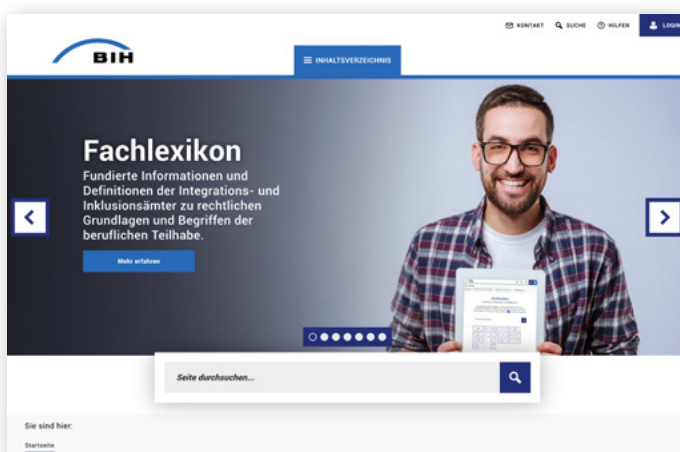 KONTAKT SUCHE HILFEN LOGIN
BIH
INHALTSVERZEICHNIS
Fachlexikon
Fundierte Informationen und
Definitionen der Integrations- und
Inklusionsämter zu rechtlichen
Grundlagen und Begriffen der
beruflichen Teilhabe.
Mehr erfahren
Fachlexikon
Seite durchsuchen...
Sie sind hier:
Startseite